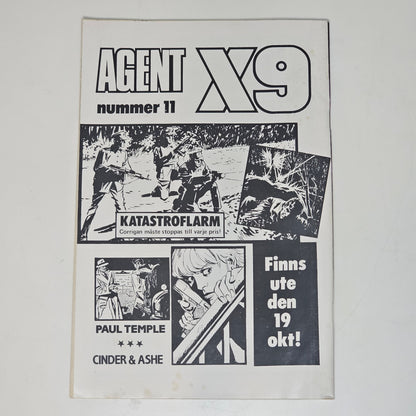 AGENT X9
nummer 11
KATASTROFLARM
Corrigan måste stoppas till varje pris!
PAUL TEMPLE
CINDER & ASHE
Finns
ute
den
19
okt!